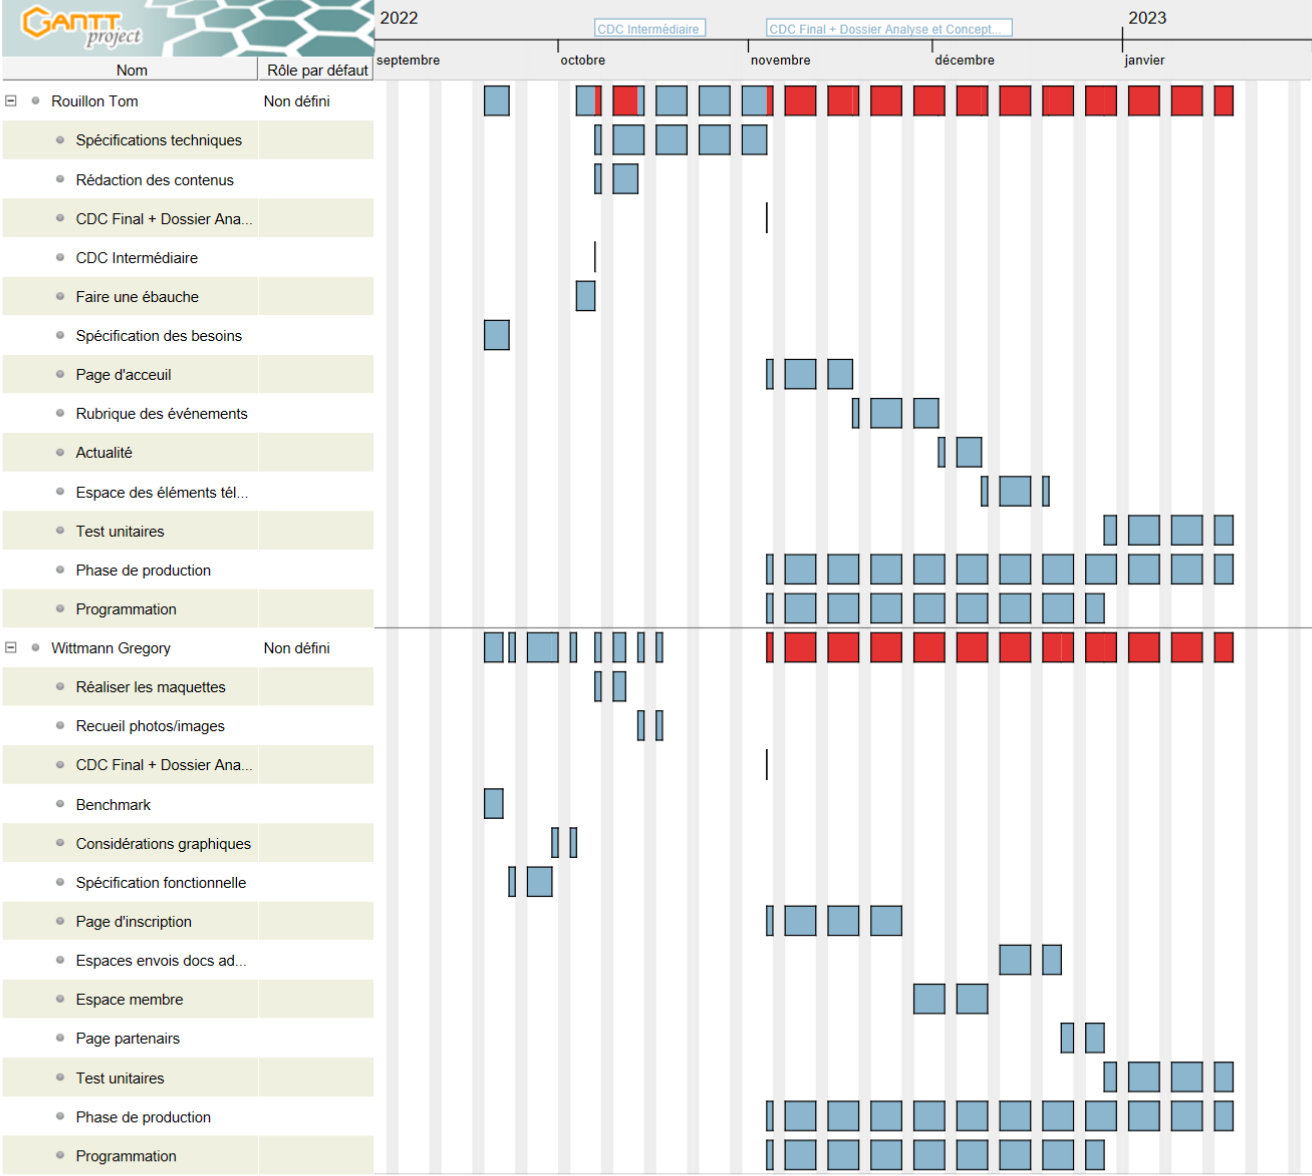 GANTT
project
2022
2023
CDC Intermédiaire
CDC Final + Dossier Analyse et Concept...
septembre
octobre
novembre
décembre
janvier
Nom
Rôle par défaut
Rouillon Tom
Non défini
Spécifications techniques
Rédaction des contenus
CDC Final + Dossier Ana...
CDC Intermédiaire
Faire une ébauche
Spécification des besoins
Page d'acceuil
Rubrique des événements
Actualité
Espace des éléments tél...
Test unitaires
Phase de production
Programmation
Wittmann Gregory
Non défini
Réaliser les maquettes
Recueil photos/images
CDC Final + Dossier Ana...
Benchmark
Considérations graphiques
Spécification fonctionnelle
Page d'inscription
Espaces envois docs ad...
Espace membre
Page partenairs
Test unitaires
Phase de production
Programmation